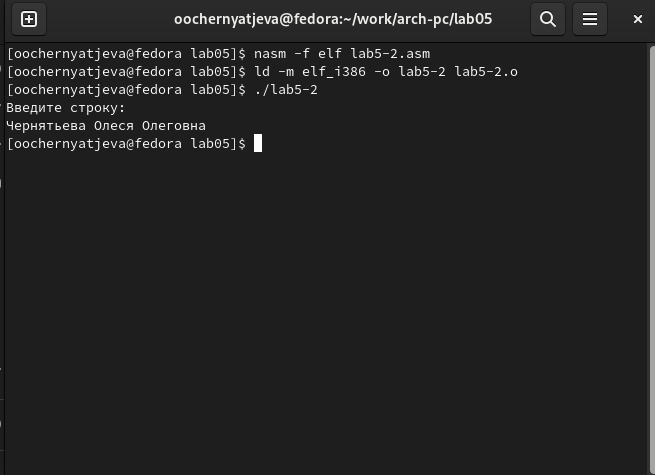 oochernyatjeva@fedora:~/work/arch-pc/lab05
[oochernyatjeva@fedora lab05]$ nasm -f elf lab5-2.asm
[oochernyatjeva@fedora lab05]$ ld -m elf_i386 -o lab5-2 lab5-2.o
[oochernyatjeva@fedora lab05]$ ./lab5-2
Введите строку:
Чернятьева Олеся Олеговна
[oochernyatjeva@fedora lab05]$